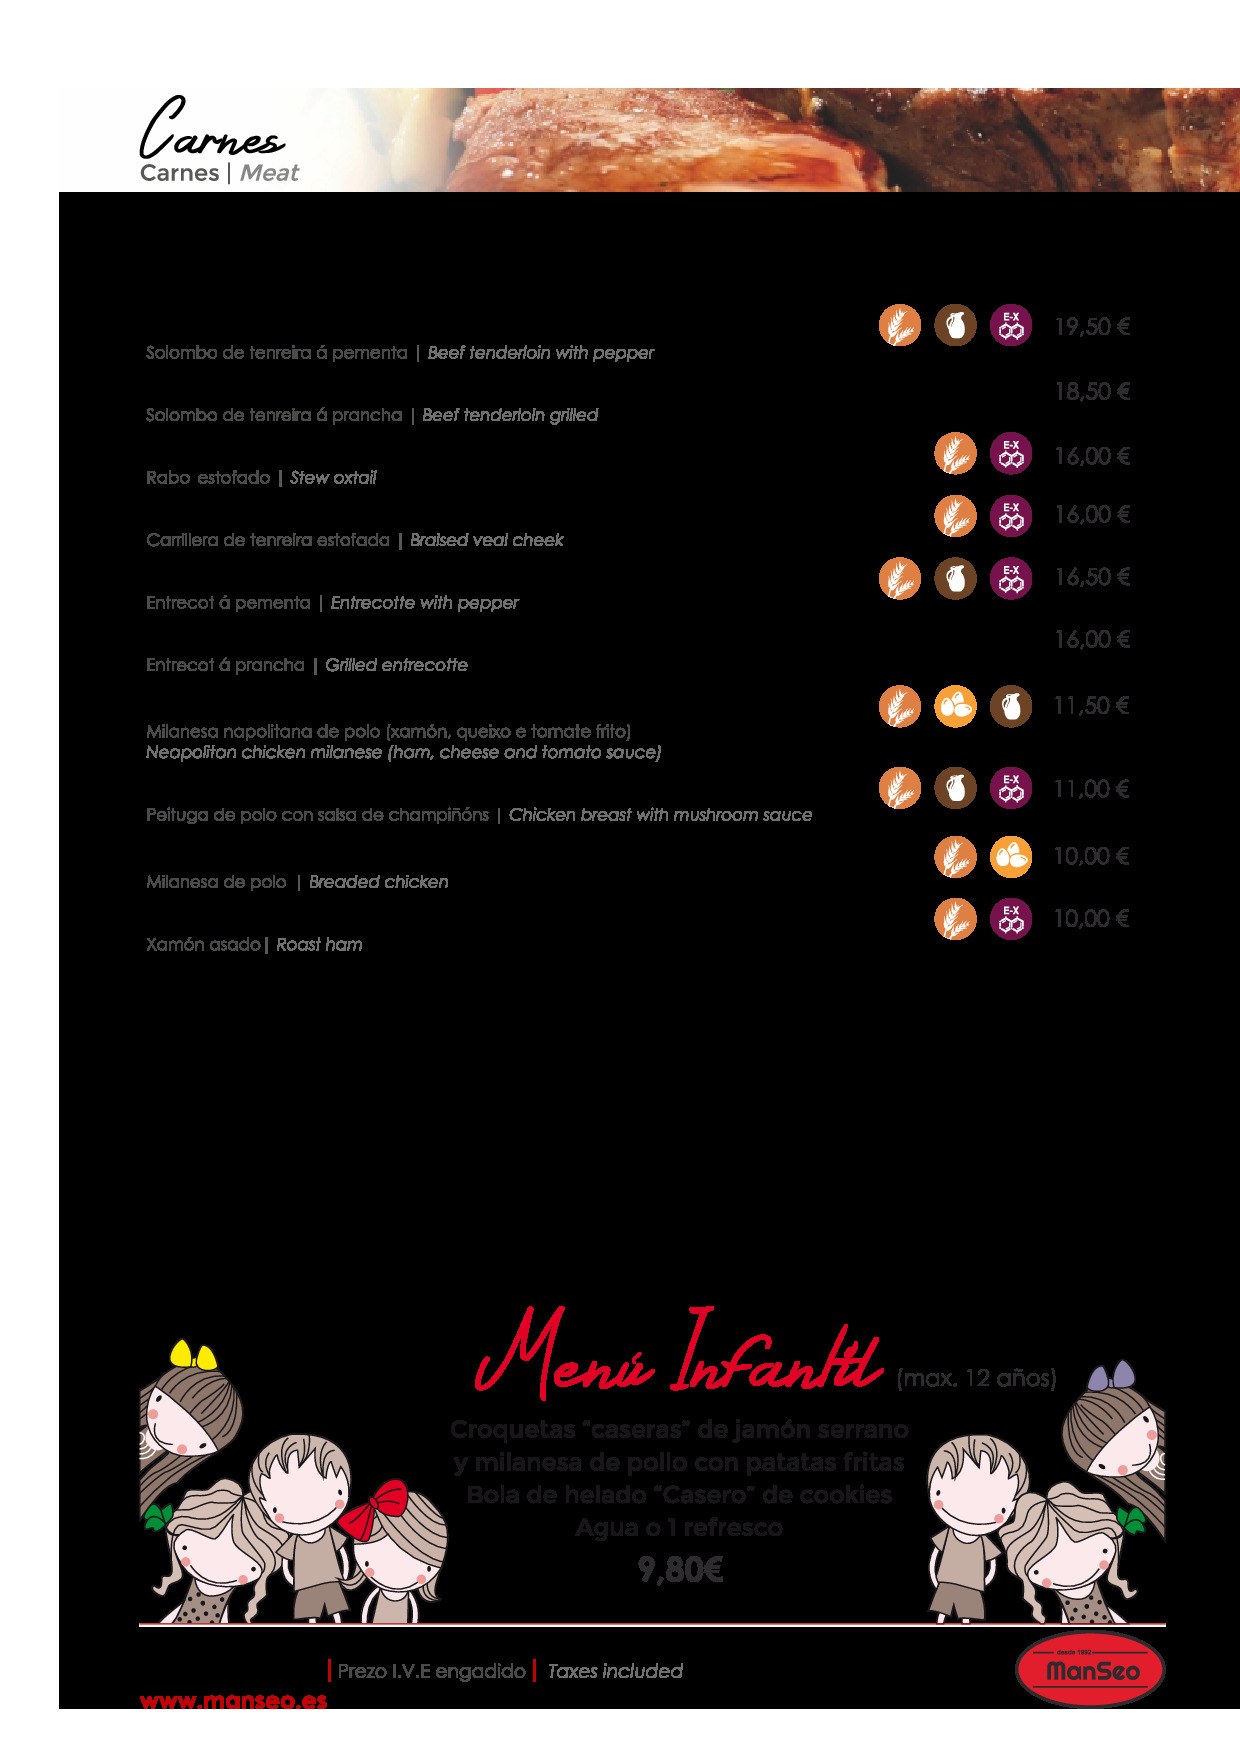 Carnes
Carnes | Meat
E-X
19,50 €
Solombo de tenreira á pementa | Beef tenderloin with pepper
18,50 €
Solombo de tenreira á prancha | Beef tenderloin grilled
E-X
16,00 €
Rabo estofado | Stew oxtail
E-X
16,00 €
Carrillera de tenreira estofada | Braised veal cheek
E-X
16,50 €
Entrecot á pementa | Entrecotte with pepper
16,00 €
Entrecot á prancha | Grilled entrecotte
11,50 €
Milanesa napolitana de polo (xamón, queixo e tomate frito)
Neapolitan chicken milanese (ham, cheese and tomato sauce)
E-X
11,00 €
Peituga de polo con salsa de champiñóns | Chicken breast with mushroom sauce
10,00 €
Milanesa de polo | Breaded chicken
E-X
10,00 €
Xamón asado| Roast ham
Menú Infantil (max. 12 años)
Croquetas “caseras” de jamón serrano
y milanesa de pollo con patatas fritas
Bola de helado “Casero” de cookies
Agua o 1 refresco
9,80€
desde 1992
ManSeo
| Prezo I.V.E engadido | Taxes included
www.manseo.es